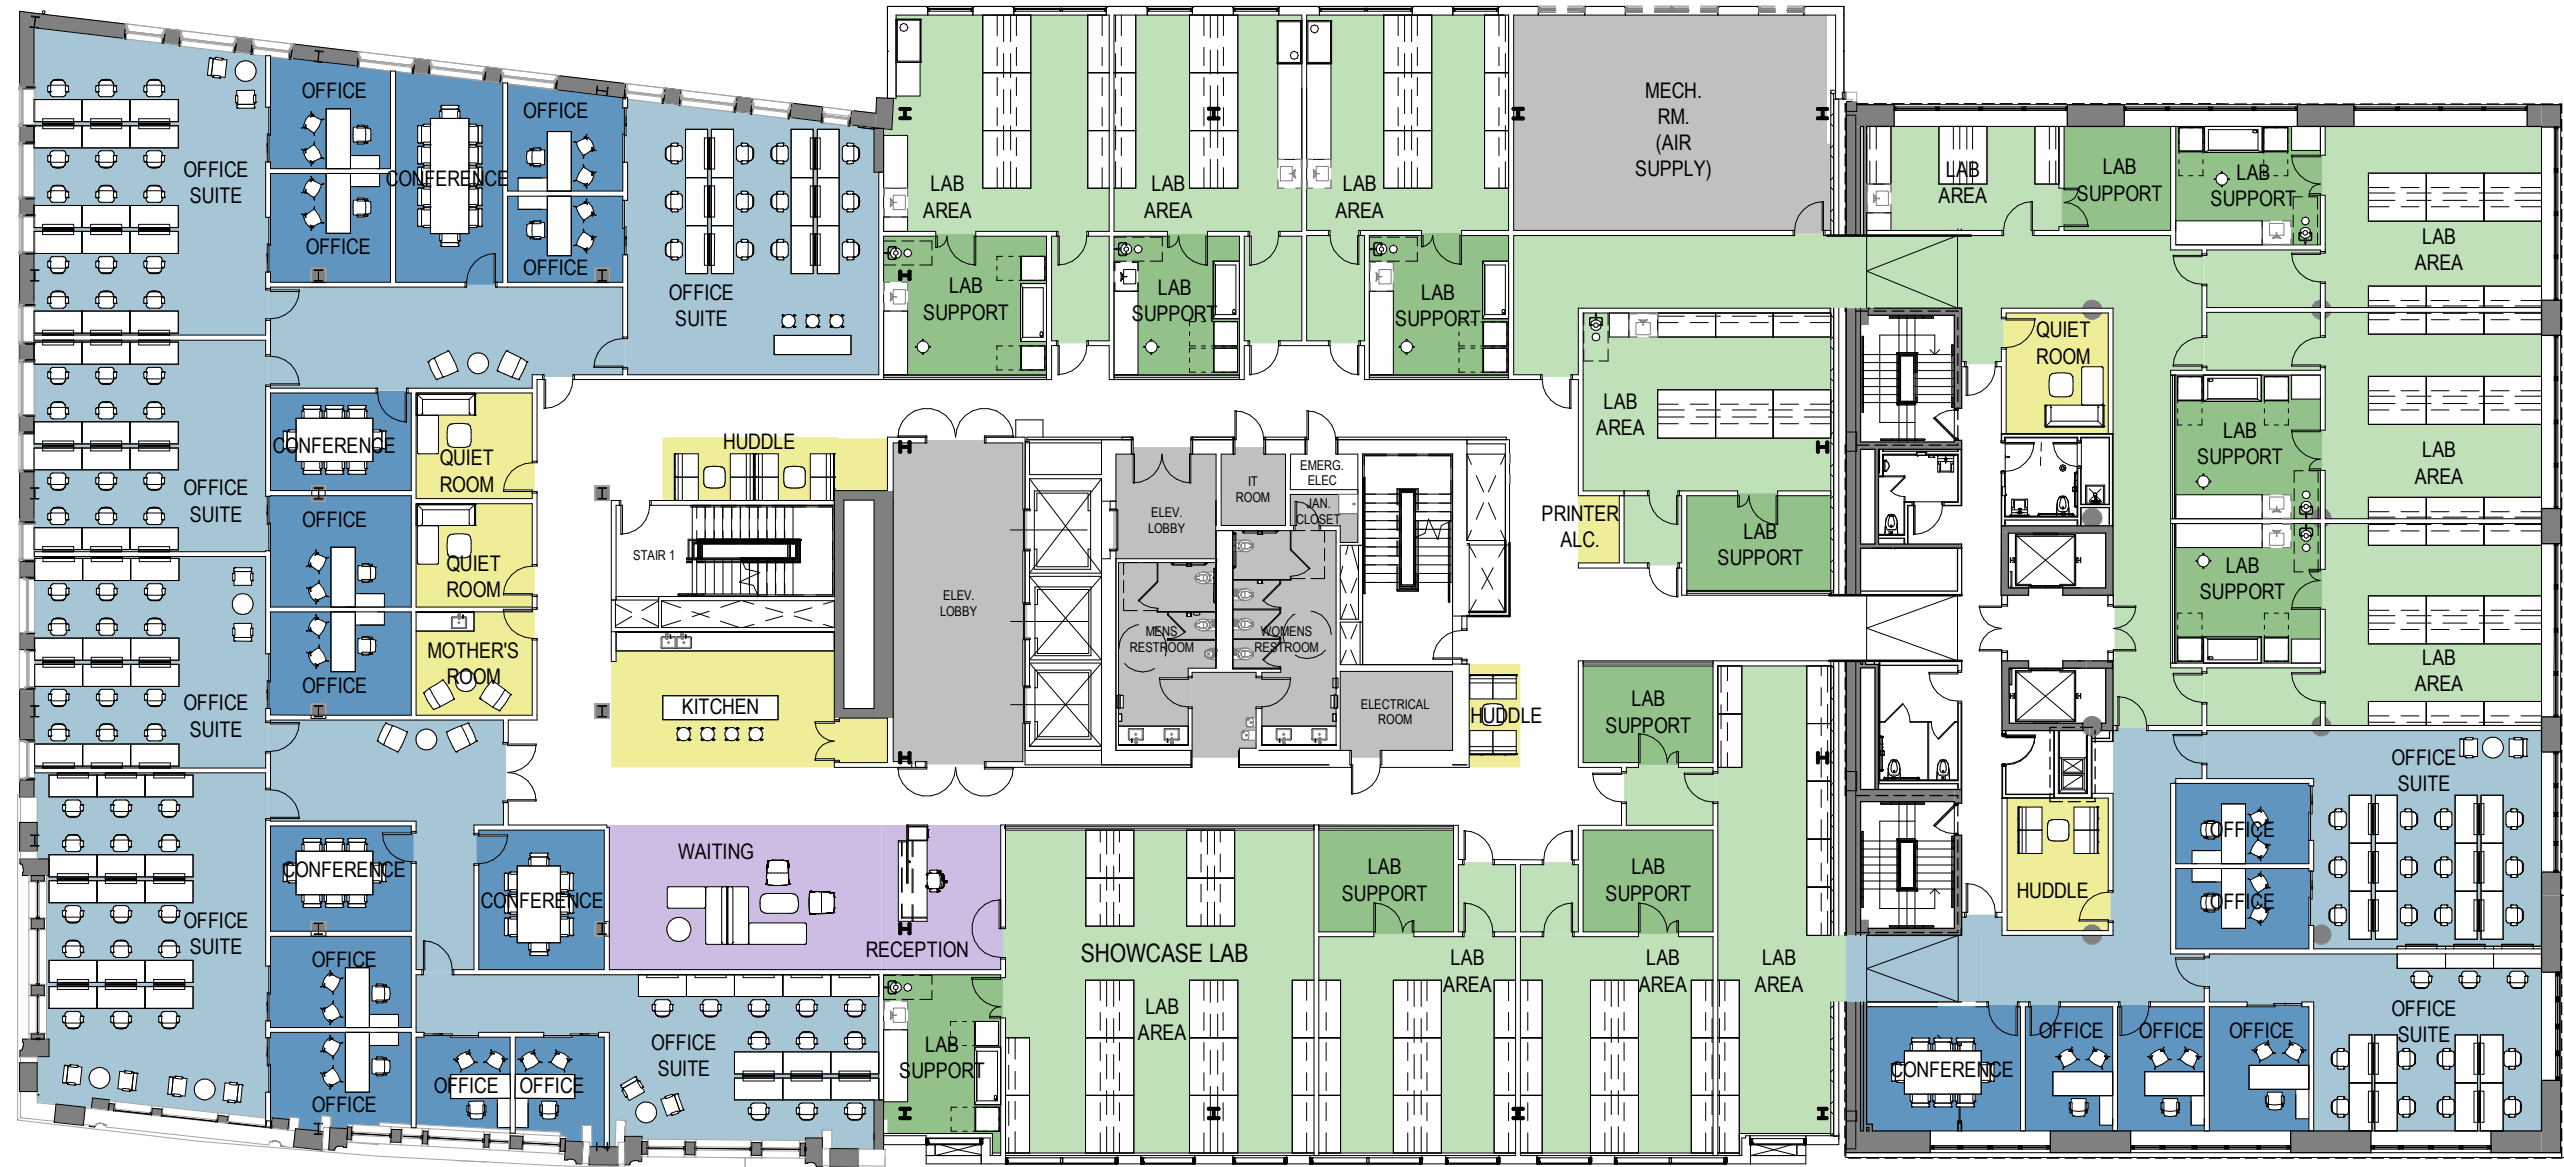 OFFICE
SUITE
OFFICE
OFFICE
CONFERENCE
OFFICE
OFFICE
OFFICE
SUITE
LAB
AREA
LAB
AREA
LAB
AREA
MECH.
RM.
(AIR
SUPPLY)
LAB
AREA
LAB
SUPPORT
LAB
SUPPORT
LAB
AREA
LAB
SUPPORT
LAB
SUPPORT
LAB
SUPPORT
QUIET
ROOM
OFFICE
SUITE
CONFERENCE
QUIET
ROOM
HUDDLE
LAB
AREA
LAB
SUPPORT
LAB
AREA
OFFICE
QUIET
ROOM
STAIR 1
ELEV.
LOBBY
ELEV.
LOBBY
IT
ROOM
EMERG.
ELEC
JAN.
CLOSET
PRINTER
ALC.
LAB
SUPPORT
LAB
SUPPORT
LAB
AREA
OFFICE
SUITE
OFFICE
MOTHER'S
ROOM
KITCHEN
MENS
RESTROOM
WOMENS
RESTROOM
ELECTRICAL
ROOM
HUDDLE
LAB
SUPPORT
OFFICE
SUITE
OFFICE
SUITE
CONFERENCE
CONFERENCE
WAITING
RECEPTION
SHOWCASE LAB
LAB
SUPPORT
LAB
SUPPORT
HUDDLE
OFFICE
OFFICE
OFFICE
OFFICE
OFFICE
OFFICE
OFFICE
SUITE
LAB
SUPPORT
LAB
AREA
LAB
AREA
LAB
AREA
LAB
AREA
CONFERENCE
OFFICE
OFFICE
OFFICE
OFFICE
SUITE